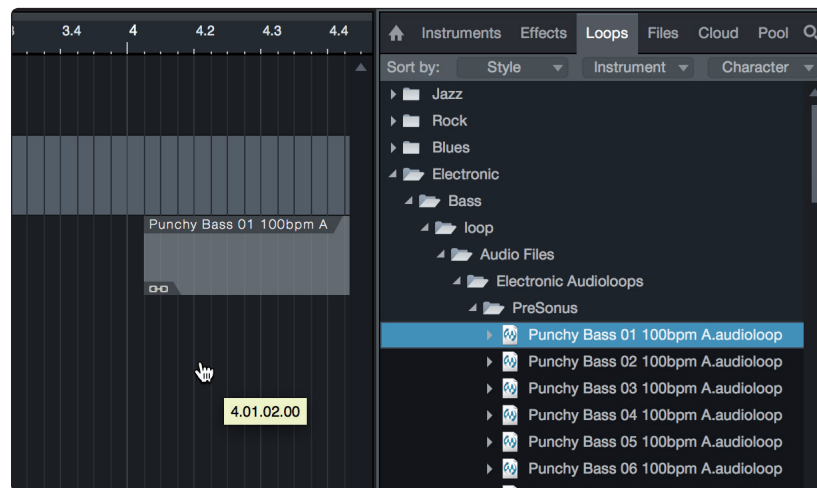 3.4 4 4.2 4.3 4.4
Instruments Effects Loops Files Cloud Pool
Sort by: Style Instrument Character
Jazz
Rock
Blues
Electronic
Bass
loop
Audio Files
Electronic Audioloops
PreSonus
Punchy Bass 01 100bpm A.audioloop
Punchy Bass 02 100bpm A.audioloop
Punchy Bass 03 100bpm A.audioloop
Punchy Bass 04 100bpm A.audioloop
Punchy Bass 05 100bpm A.audioloop
Punchy Bass 06 100bpm A.audioloop
Punchy Bass 01 100bpm A
4.01.02.00